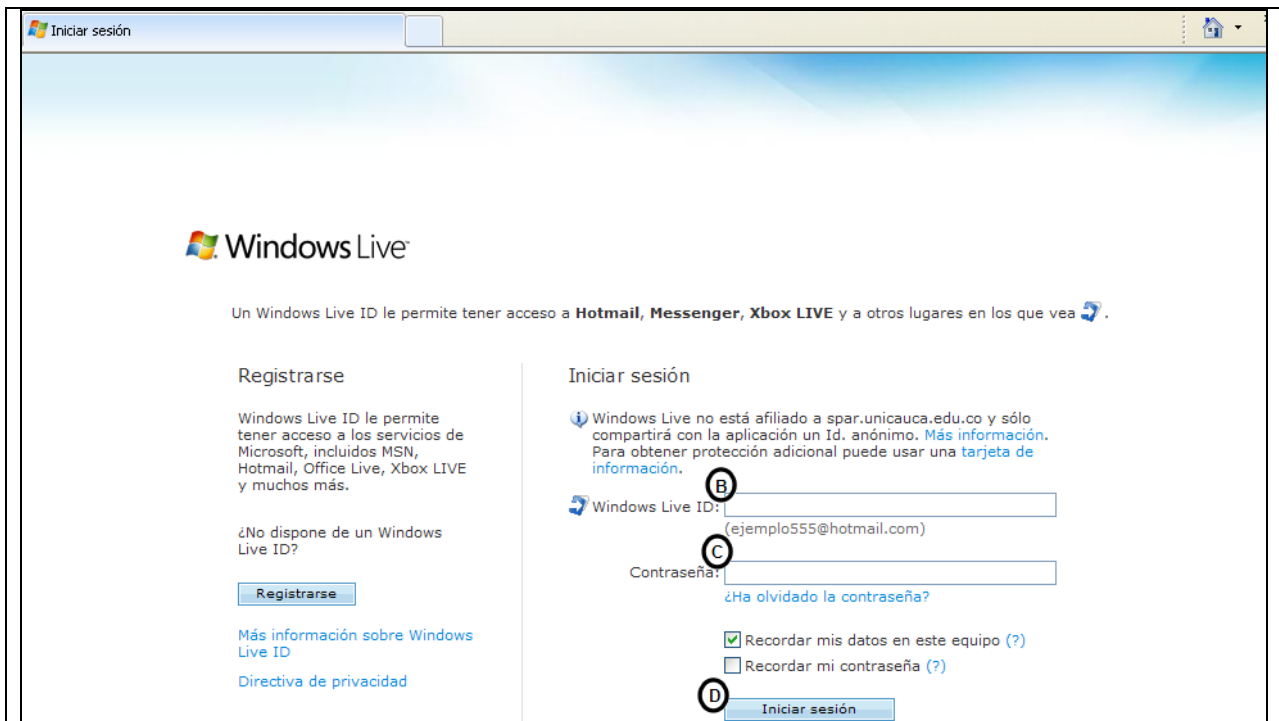 Iniciar sesión
Windows Live
Un Windows Live ID le permite tener acceso a Hotmail, Messenger, Xbox LIVE y a otros lugares en los que vea .
Registrarse
Windows Live ID le permite
tener acceso a los servicios de
Microsoft, incluidos MSN,
Hotmail, Office Live, Xbox LIVE
y muchos más.
¿No dispone de un Windows
Live ID?
Registrarse
Más información sobre Windows
Live ID
Directiva de privacidad
Iniciar sesión
Windows Live no está afiliado a spar.unicauca.edu.co y sólo
compartirá con la aplicación un Id. anónimo. Más información.
Para obtener protección adicional puede usar una tarjeta de
información.
B
Windows Live ID:
(ejemplo555@hotmail.com)
C
Contraseña:
¿Ha olvidado la contraseña?
Recordar mis datos en este equipo (?)
Recordar mi contraseña (?)
D
Iniciar sesión